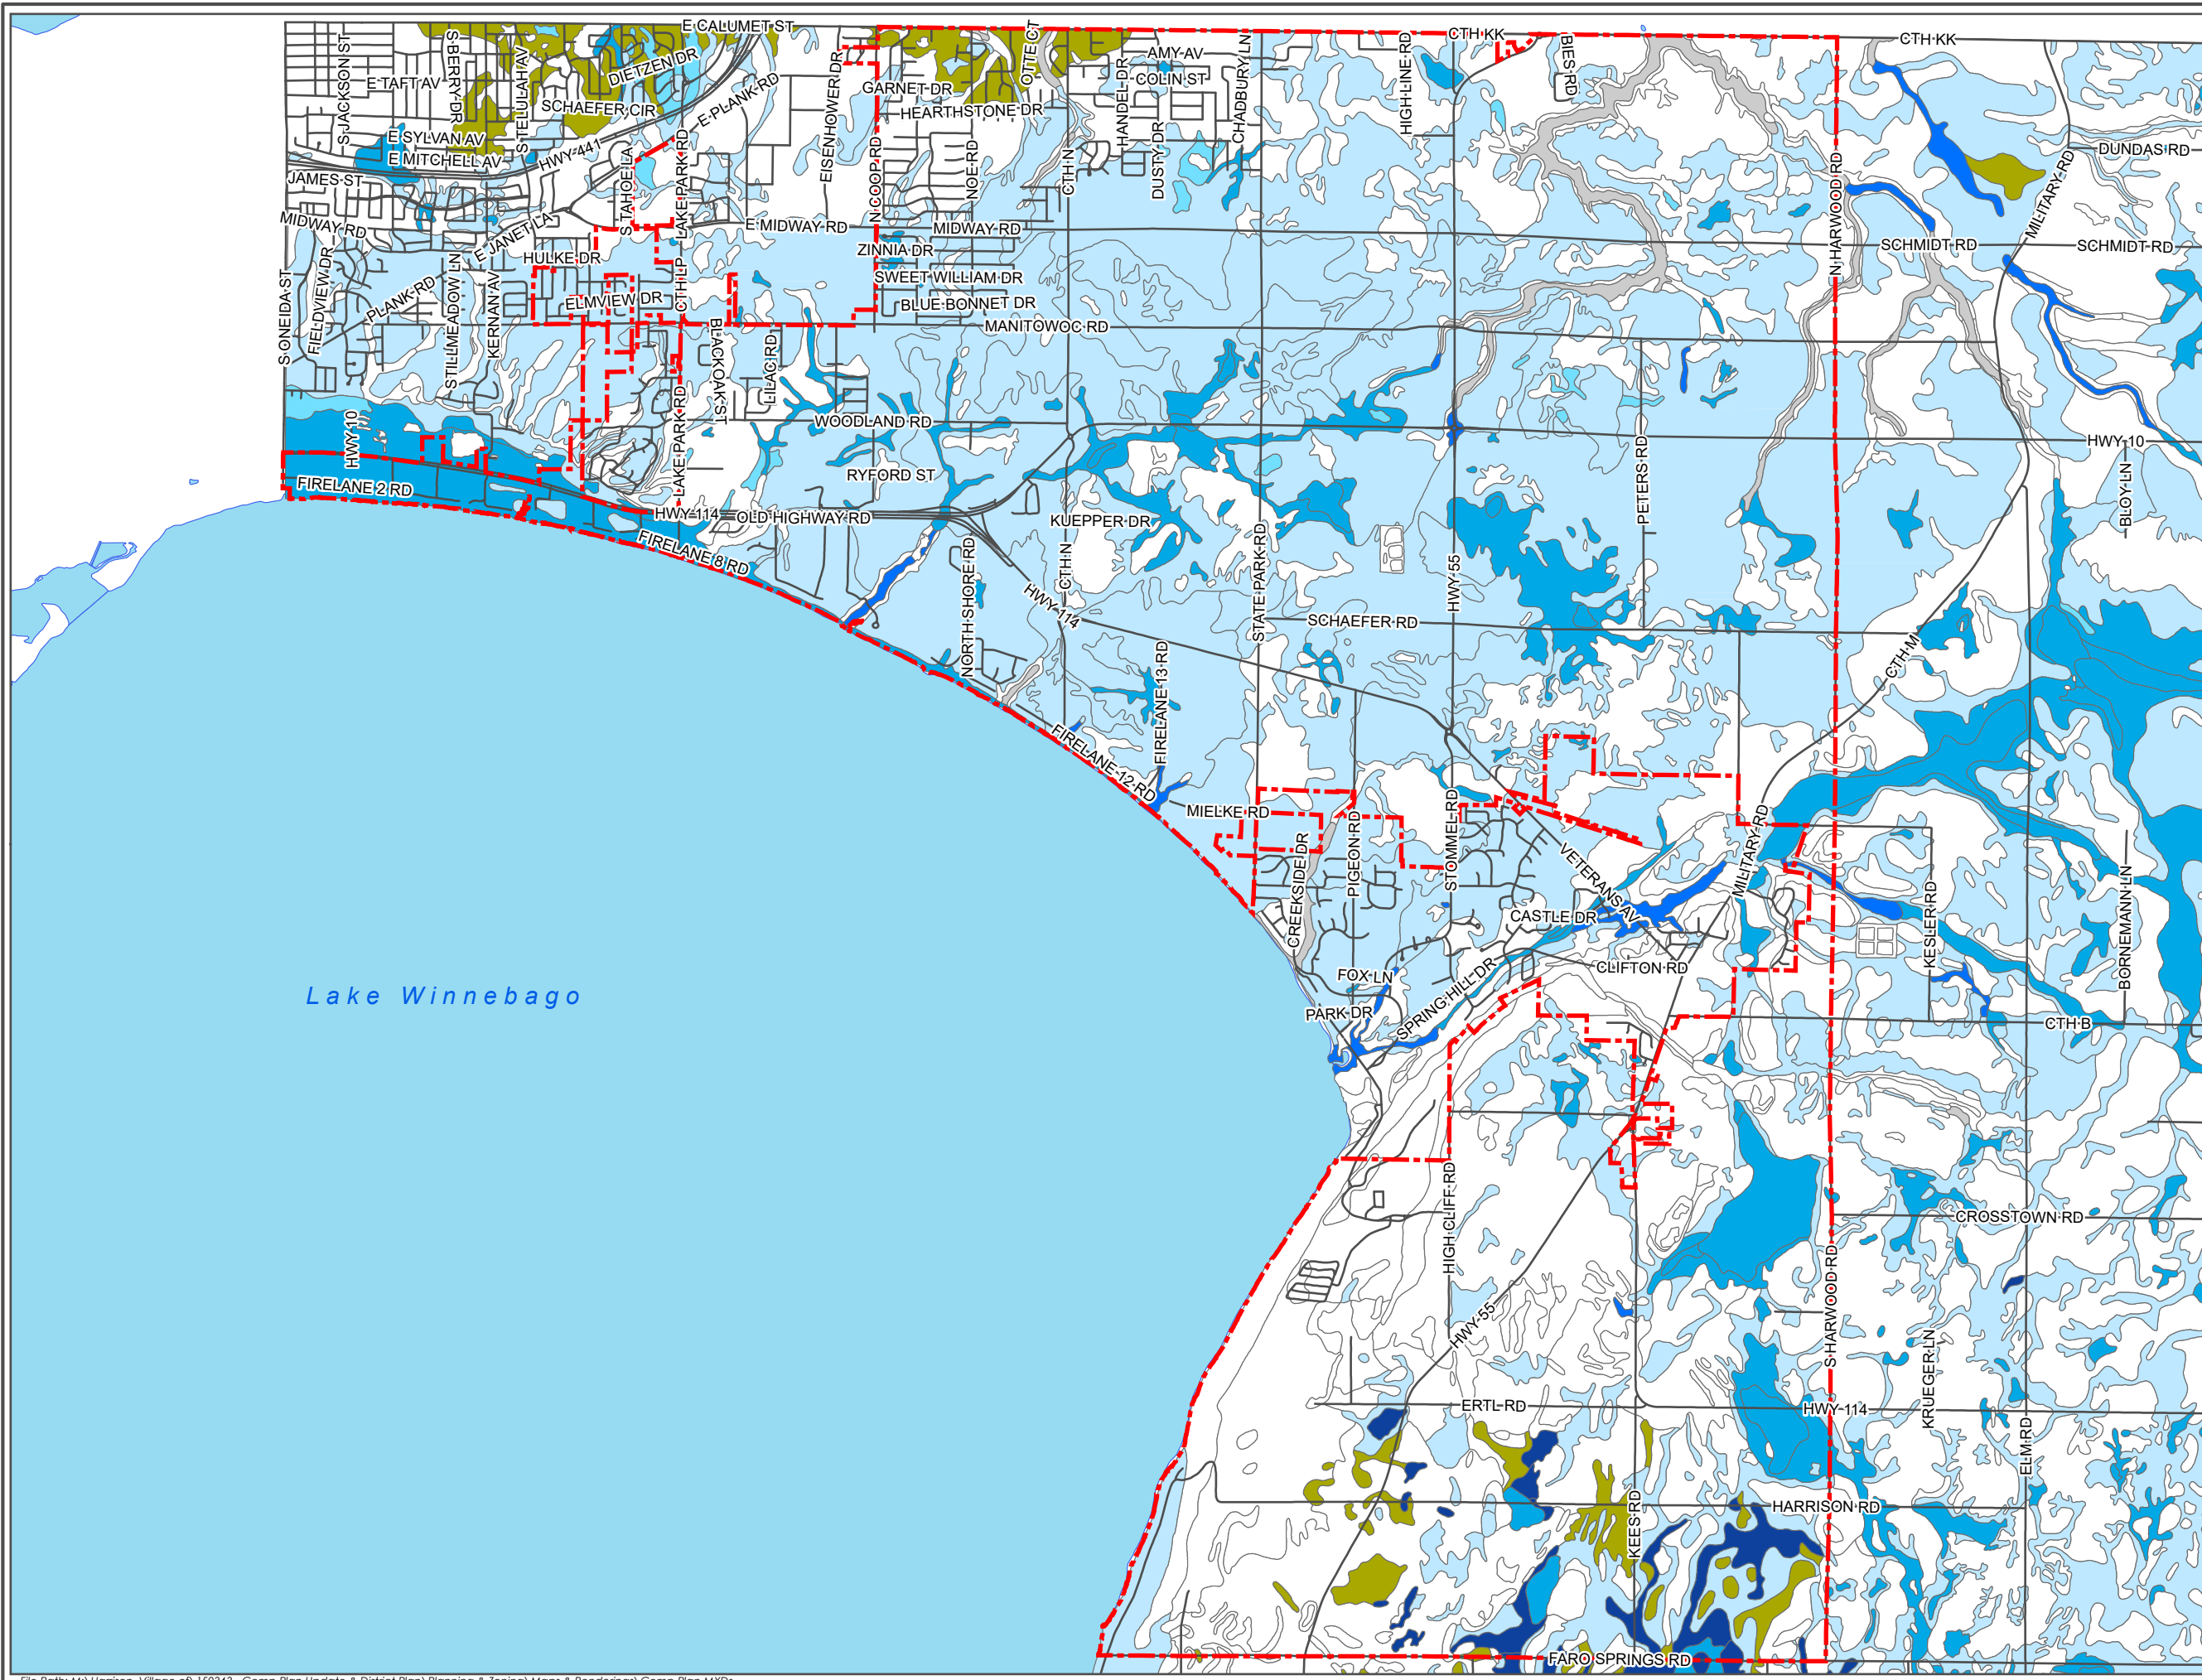 E CALUMET ST
CTH KK
CTH KK
S JACKSON ST
S BERRY DR
S TELULAH AV
DIETZEN DR
OTTE CT
AMY AV
CHADBURY LN
HIGH LINE RD
BIES RD
E TAFT AV
COLIN ST
HANDEL DR
GARNET DR
EISENHOWER DR
E PLANK RD
SCHAEFER CIR
HEARTHSTONE DR
E SYLVAN AV
E MITCHELL AV
HWY 441
DUNDAS RD
MILITARY RD
JAMES ST
S TAHOE LA
LAKE PARK RD
N COOP RD
NOE RD
CTH N
DUSTY DR
N HARWOOD RD
MIDWAY RD
E JANET LA
E MIDWAY RD
MIDWAY RD
SCHMIDT RD
SCHMIDT RD
ZINNIA DR
HULKE DR
SWEET WILLIAM DR
S ONEIDA ST
FIELDVIEW DR
PLANK RD
STILLMEADOW LN
KERNAN AV
ELMVIEW DR
CTH LP
BLUE BONNET DR
MANITOWOC RD
BLACKOAK ST
LILAC RD
HWY 10
LAKE PARK RD
WOODLAND RD
PETERS RD
HWY 10
BLOY LN
RYFORD ST
FIRELANE 2 RD
HWY 114
OLD HIGHWAY RD
KUEPPER DR
FIRELANE 8 RD
NORTH SHORE RD
CTH N
STATE PARK RD
HWY 55
HWY 114
SCHAEFER RD
FIRELANE 13 RD
CTH M
FIRELANE 12 RD
MIELKE RD
CREEKSIDE DR
PIGEON RD
STOMMEL RD
VETERANS AV
MILITARY RD
KESLER RD
BORNEMANN LN
CASTLE DR
FOX LN
CLIFTON RD
Lake Winnebago
PARK DR
SPRING HILL DR
CTH B
HIGH CLIFF RD
CROSSTOWN RD
S HARWOOD RD
HWY 55
KRUEGER LN
ERTL RD
HWY 114
ELM RD
KEES RD
HARRISON RD
FARO SPRINGS RD